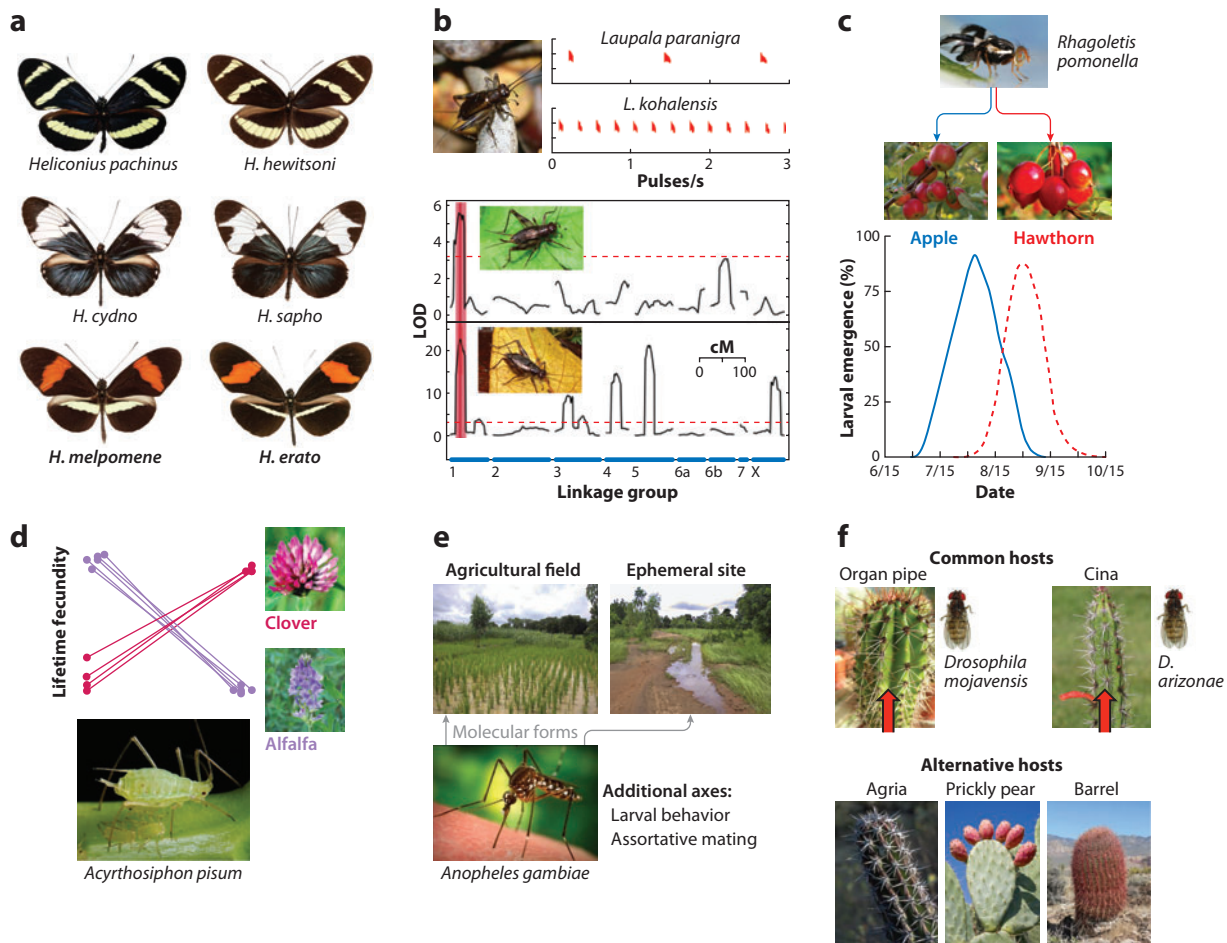 a
Heliconius pachinus
H. hewitsoni
H. cydno
H. sapho
H. melpomene
H. erato
b
Laupala paranigra
L. kohalensis
0 1 2 3
Pulses/s
6
4
2
0
LOD
20
10
0
cM
0 100
1 2 3 4 5 6a 6b 7 X
Linkage group
c
Rhagoletis
pomonella
Apple
Hawthorn
100
75
50
25
0
Larval emergence (%)
6/15 7/15 8/15 9/15 10/15
Date
d
Lifetime fecundity
Clover
Alfalfa
Acyrthosiphon pisum
e
Agricultural field
Ephemeral site
Molecular forms
Additional axes:
Larval behavior
Assortative mating
Anopheles gambiae
f
Common hosts
Organ pipe
Cina
Drosophila
mojavensis
D.
arizonae
Alternative hosts
Agria
Prickly pear
Barrel